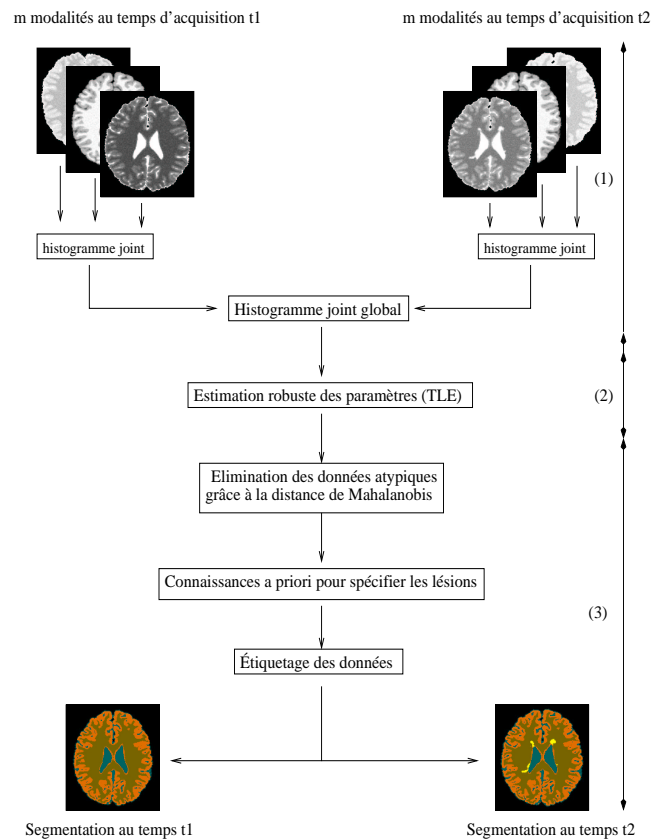 m modalités au temps d'acquisition t1
m modalités au temps d'acquisition t2
(1)
histogramme joint
histogramme joint
Histogramme joint global
Estimation robuste des paramètres (TLE)
(2)
Elimination des données atypiques
grâce à la distance de Mahalanobis
Connaissances a priori pour spécifier les lésions
(3)
Étiquetage des données
Segmentation au temps t1
Segmentation au temps t2